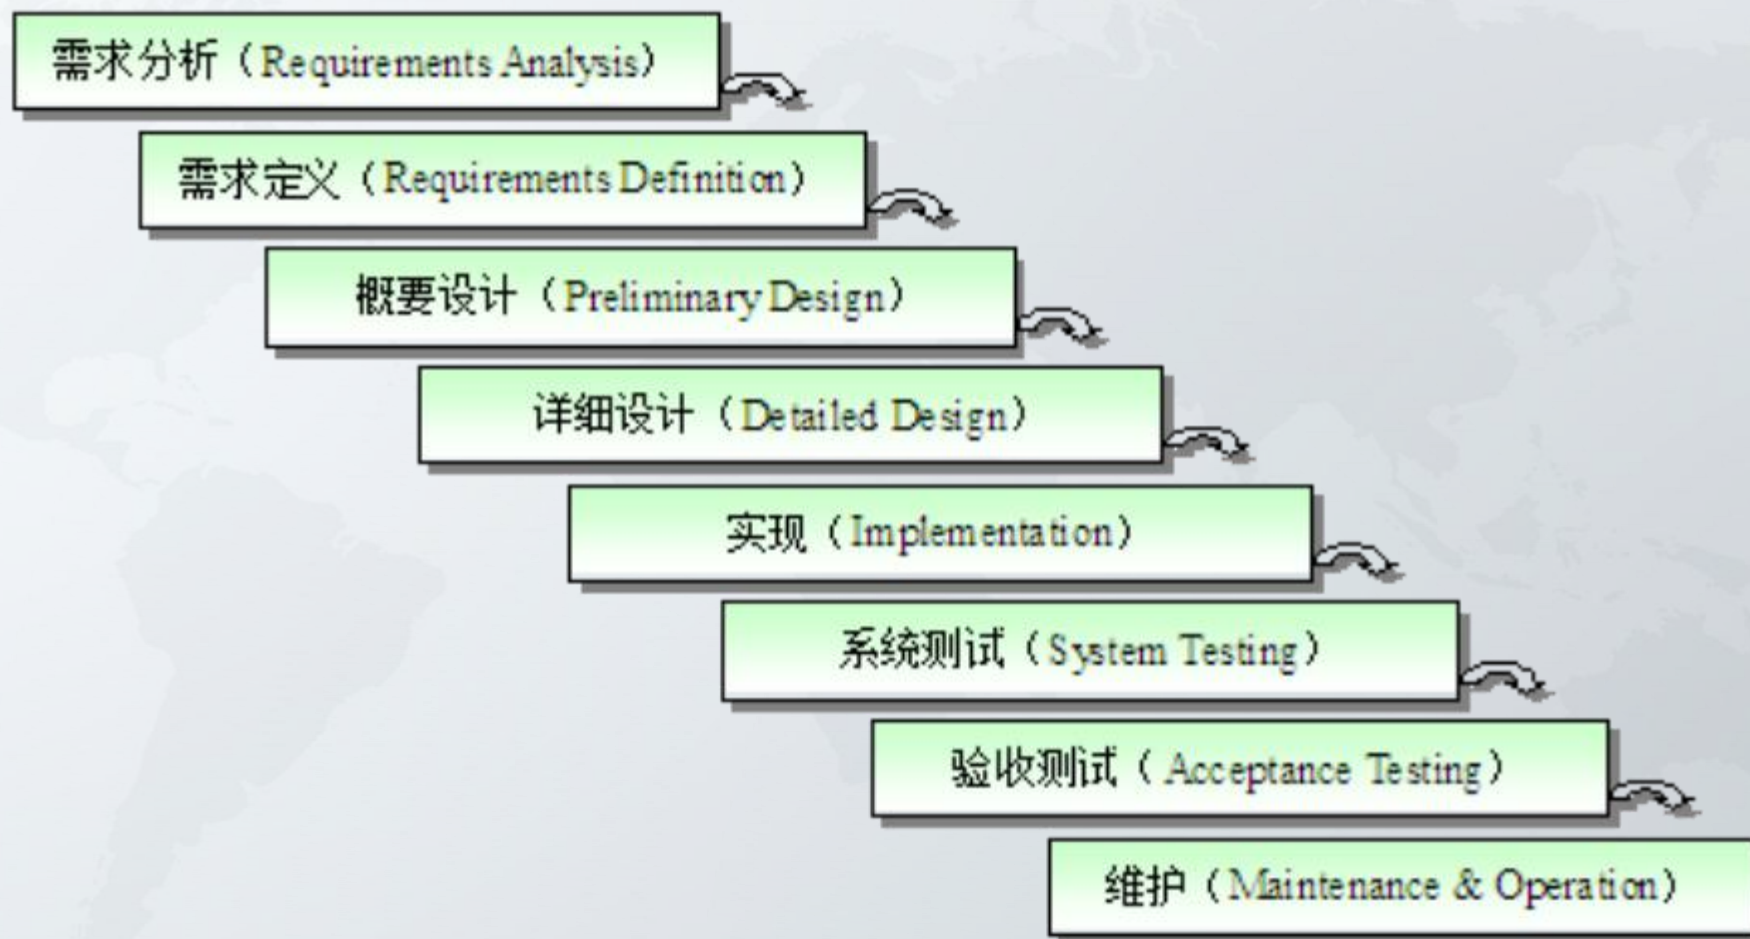 需求分析（Requirements Analysis）
需求定义（Requirements Definition）
概要设计（Preliminary Design）
详细设计（Detailed Design）
实现（Implementation）
系统测试（System Testing）
验收测试（Acceptance Testing）
维护（Maintenance & Operation）